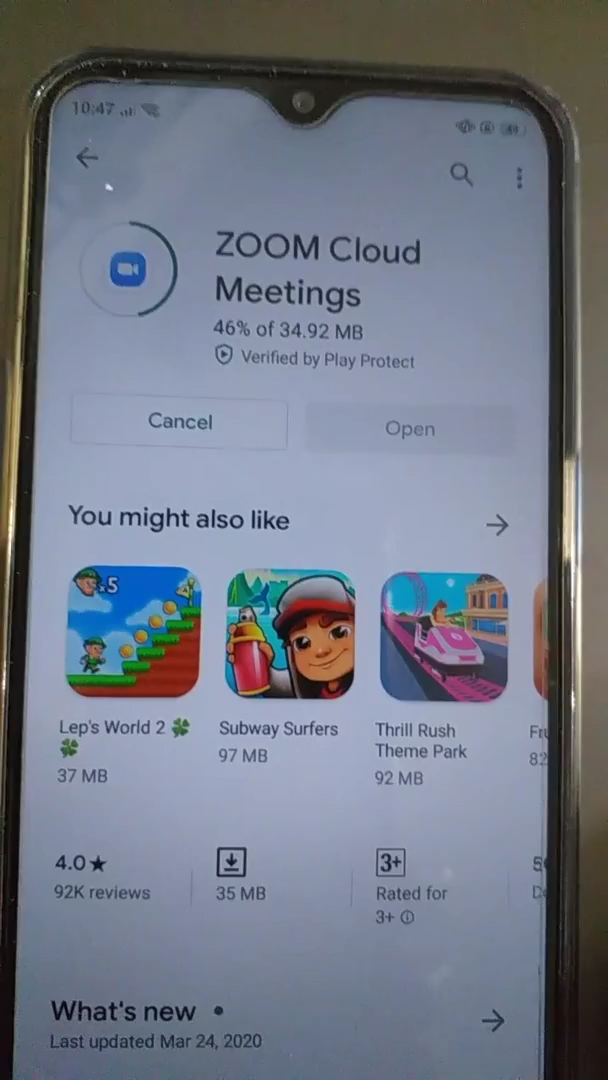 10:47
ZOOM Cloud
Meetings
46% of 34.92 MB
Verified by Play Protect
Cancel
Open
You might also like
x5
Lep's World 2 🍀
🍀
37 MB
Subway Surfers
97 MB
Thrill Rush
Theme Park
92 MB
4.0★
92K reviews
35 MB
3+
Rated for
3+
What's new •
Last updated Mar 24, 2020